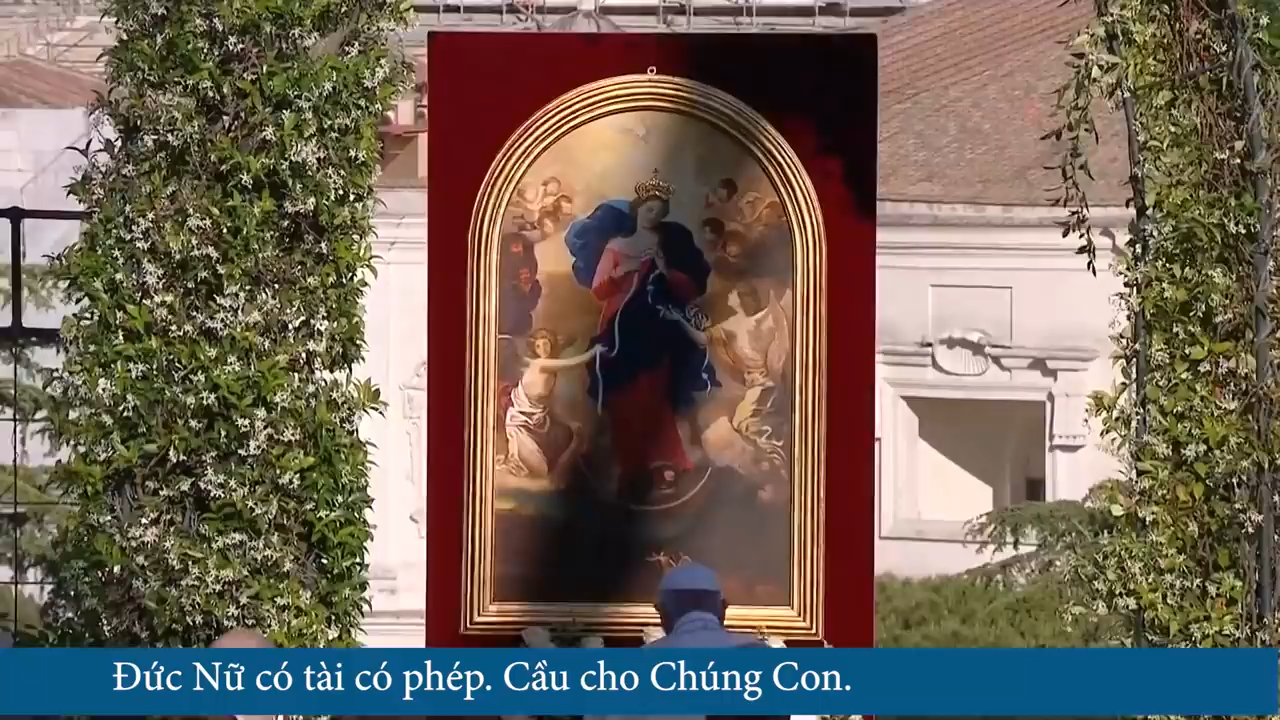 Đức Nữ có tài có phép. Cầu cho Chúng Con.